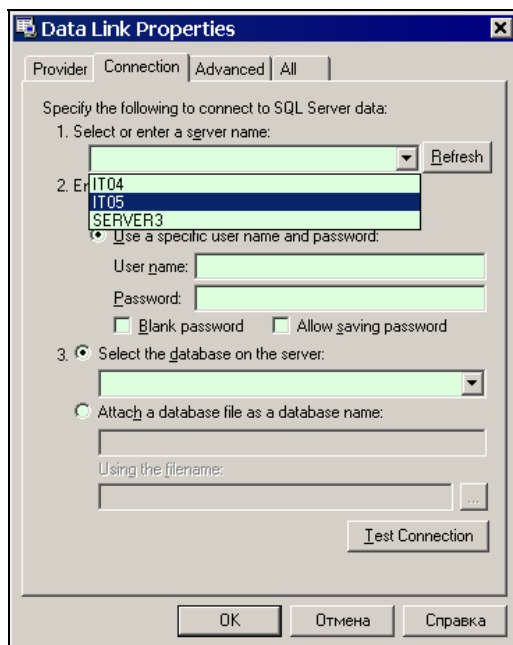 Data Link Properties
Provider Connection Advanced All
Specify the following to connect to SQL Server data:
1. Select or enter a server name:
Refresh
2. En
IT04
IT05
SERVER3
Use a specific user name and password:
User name:
Password:
Blank password Allow saving password
3. Select the database on the server:
Attach a database file as a database name:
Using the filename:
...
Test Connection
OK Отмена Справка